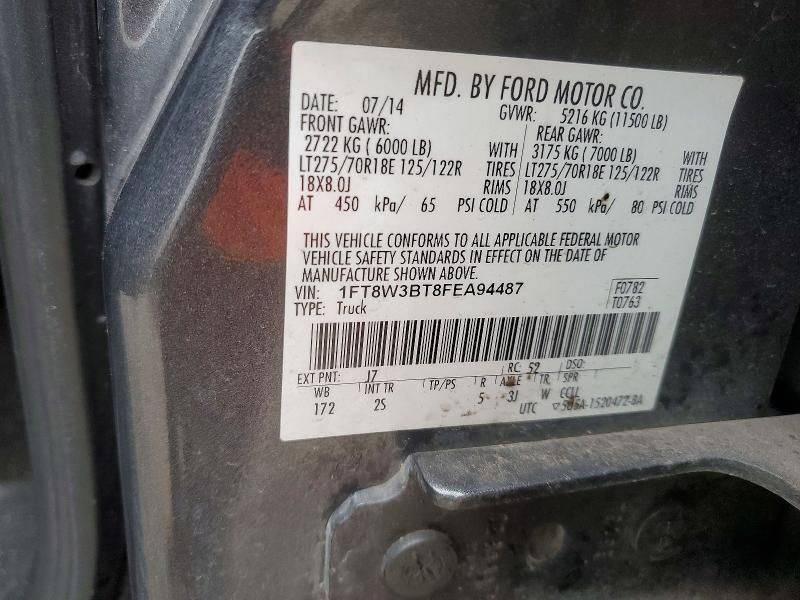 MFD. BY FORD MOTOR CO.
DATE: 07/14 GVWR: 5216 KG (11500 LB)
FRONT GAWR: REAR GAWR:
2722 KG ( 6000 LB) WITH 3175 KG ( 7000 LB) WITH
LT275/70R18E 125/122R TIRES LT275/70R18E 125/122R TIRES
18X8.0J RIMS 18X8.0J RIMS
AT 450 kPa/ 65 PSI COLD AT 550 kPa/ 80 PSI COLD
THIS VEHICLE CONFORMS TO ALL APPLICABLE FEDERAL MOTOR
VEHICLE SAFETY STANDARDS IN EFFECT ON THE DATE OF
MANUFACTURE SHOWN ABOVE.
VIN: 1FT8W3BT8FEA94487 F0782
TYPE: Truck T0763
EXT PNT: J7 RC: 52 DSO:
WB INT TR TP/PS R AXLE TR SPR
172 2S 5 3J W CCLL
UTC